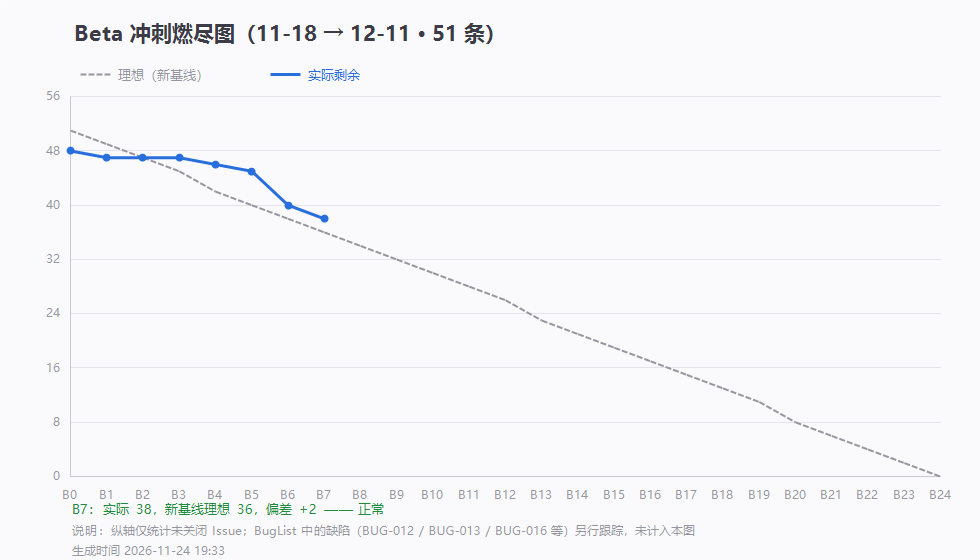 Beta 冲刺燃尽图（11-18 → 12-11 • 51 条）
理想（新基线） 实际剩余
56
48
40
32
24
16
8
0
B0 B1 B2 B3 B4 B5 B6 B7 B8 B9 B10 B11 B12 B13 B14 B15 B16 B17 B18 B19 B20 B21 B22 B23 B24
B7：实际 38，新基线理想 36，偏差 +2 —— 正常
说明：纵轴仅统计未关闭 Issue；BugList 中的缺陷（BUG-012 / BUG-013 / BUG-016 等）另行跟踪，未计入本图
生成时间 2026-11-24 19:33